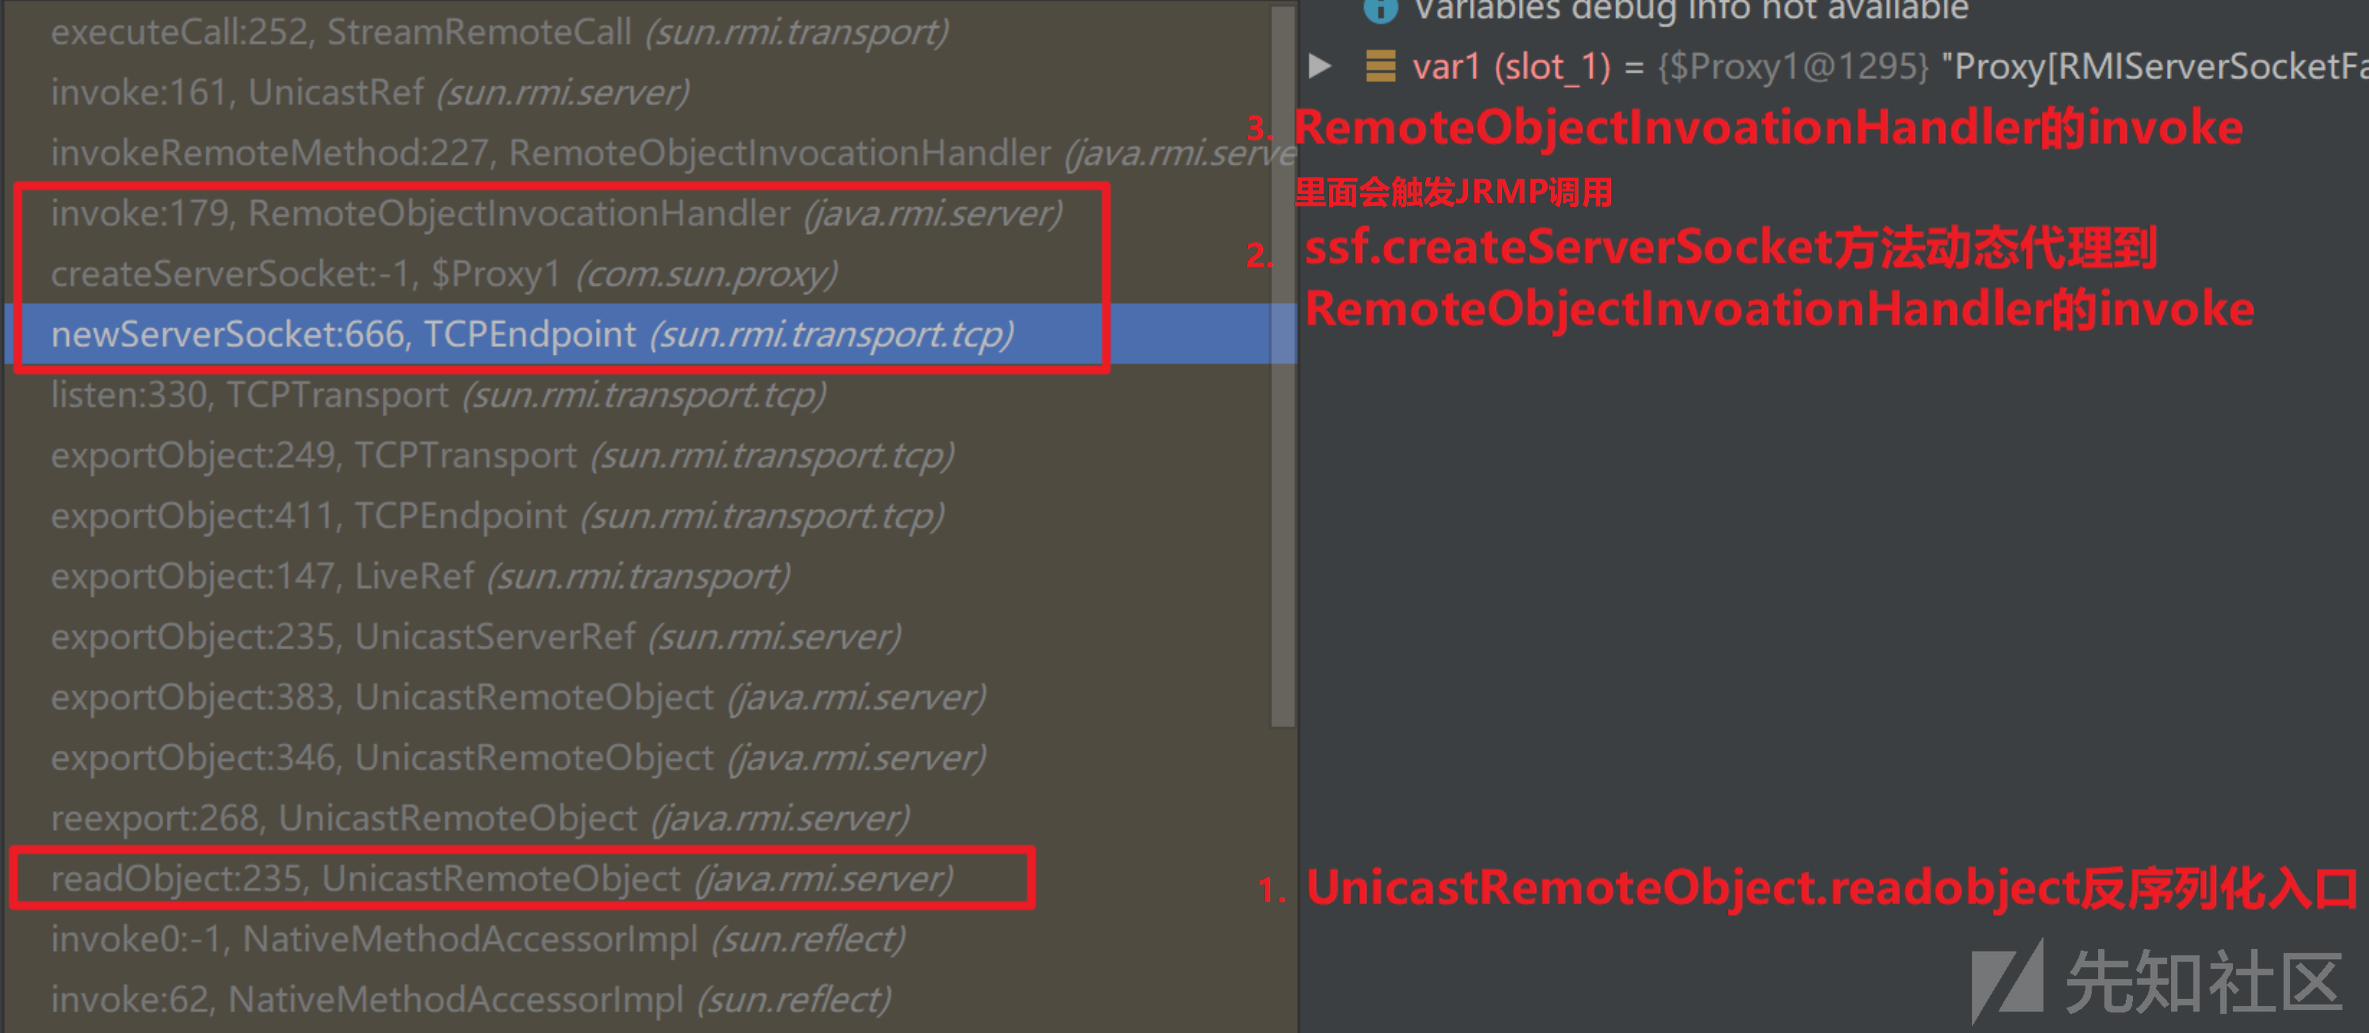 executeCall:252, StreamRemoteCall (sun.rmi.transport)
invoke:161, UnicastRef (sun.rmi.server)
invokeRemoteMethod:227, RemoteObjectInvocationHandler (java.rmi.serve
invoke:179, RemoteObjectInvocationHandler (java.rmi.server)
createServerSocket:-1, $Proxy1 (com.sun.proxy)
newServerSocket:666, TCPEndpoint (sun.rmi.transport.tcp)
listen:330, TCPTransport (sun.rmi.transport.tcp)
exportObject:249, TCPTransport (sun.rmi.transport.tcp)
exportObject:411, TCPEndpoint (sun.rmi.transport.tcp)
exportObject:147, LiveRef (sun.rmi.transport)
exportObject:235, UnicastServerRef (sun.rmi.server)
exportObject:383, UnicastRemoteObject (java.rmi.server)
exportObject:346, UnicastRemoteObject (java.rmi.server)
reexport:268, UnicastRemoteObject (java.rmi.server)
readObject:235, UnicastRemoteObject (java.rmi.server)
invoke0:-1, NativeMethodAccessorImpl (sun.reflect)
invoke:62, NativeMethodAccessorImpl (sun.reflect)
Variables debug info not available
var1 (slot_1) = {$Proxy1@1295} "Proxy[RMIServerSocketFa
3. RemoteObjectInvoationHandler的invoke
里面会触发JRMP调用
2. ssf.createServerSocket方法动态代理到
RemoteObjectInvoationHandler的invoke
1. UnicastRemoteObject.readobject反序列化入口
先知社区